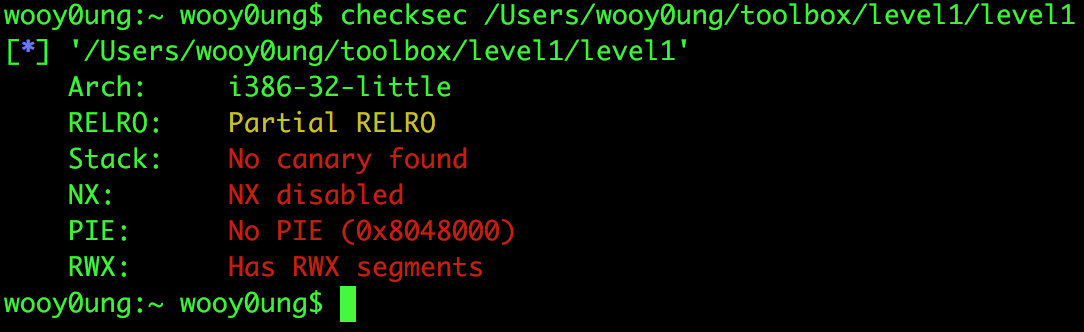 wooy0ung:~ wooy0ung$ checksec /Users/wooy0ung/toolbox/level1/level1
[*] '/Users/wooy0ung/toolbox/level1/level1'
    Arch:     i386-32-little
    RELRO:    Partial RELRO
    Stack:    No canary found
    NX:       NX disabled
    PIE:      No PIE (0x8048000)
    RWX:      Has RWX segments
wooy0ung:~ wooy0ung$